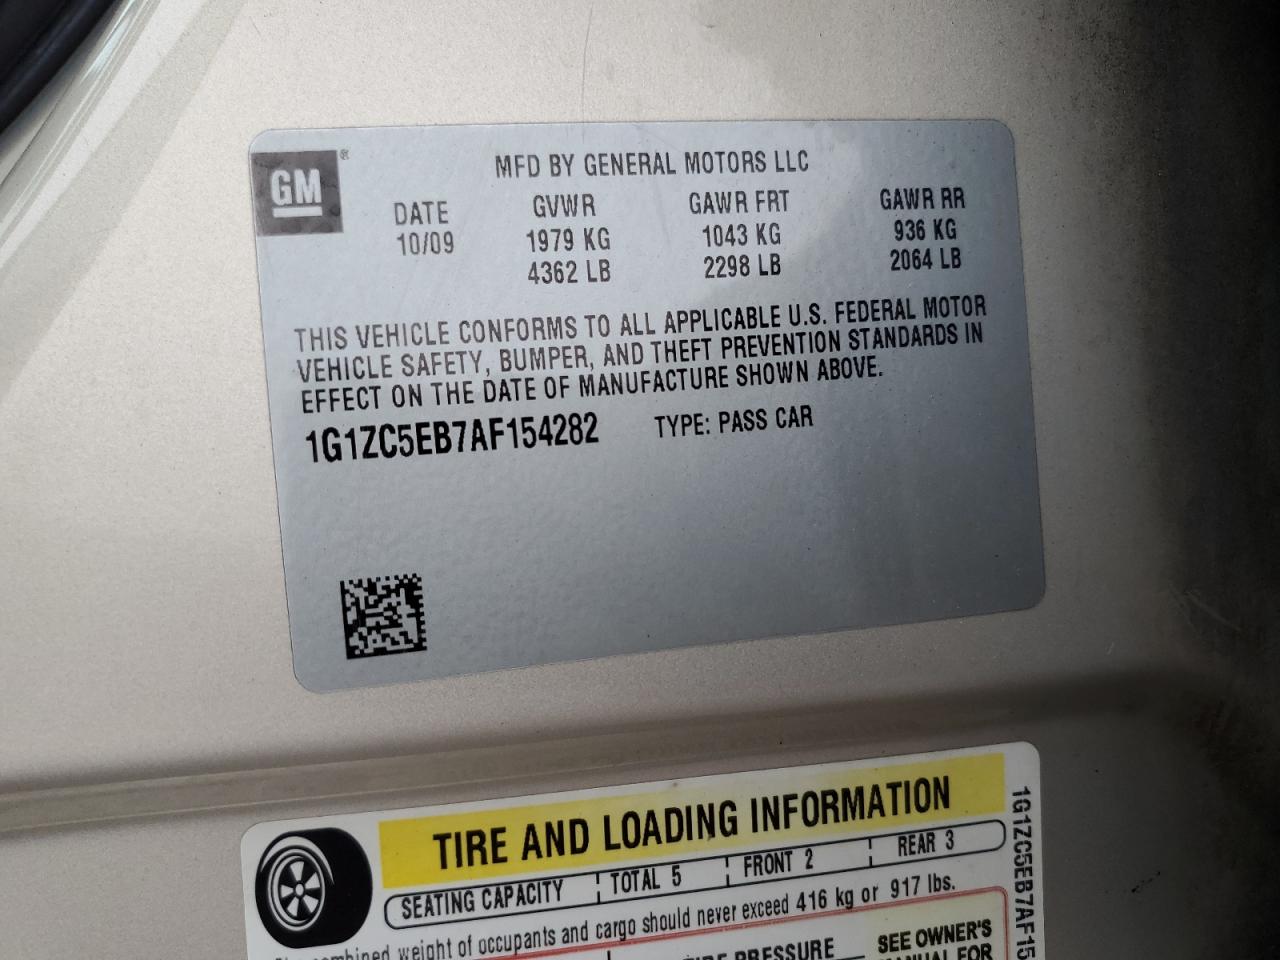 GM®
MFD BY GENERAL MOTORS LLC
DATE GVWR GAWR FRT GAWR RR
10/09 1979 KG 1043 KG 936 KG
4362 LB 2298 LB 2064 LB
THIS VEHICLE CONFORMS TO ALL APPLICABLE U.S. FEDERAL MOTOR
VEHICLE SAFETY, BUMPER, AND THEFT PREVENTION STANDARDS IN
EFFECT ON THE DATE OF MANUFACTURE SHOWN ABOVE.
1G1ZC5EB7AF154282 TYPE: PASS CAR
TIRE AND LOADING INFORMATION
SEATING CAPACITY TOTAL 5 FRONT 2 REAR 3
combined weight of occupants and cargo should never exceed 416 kg or 917 lbs.
PRESSURE
SEE OWNER'S
MANUAL FOR
1G1ZC5EB7AF15